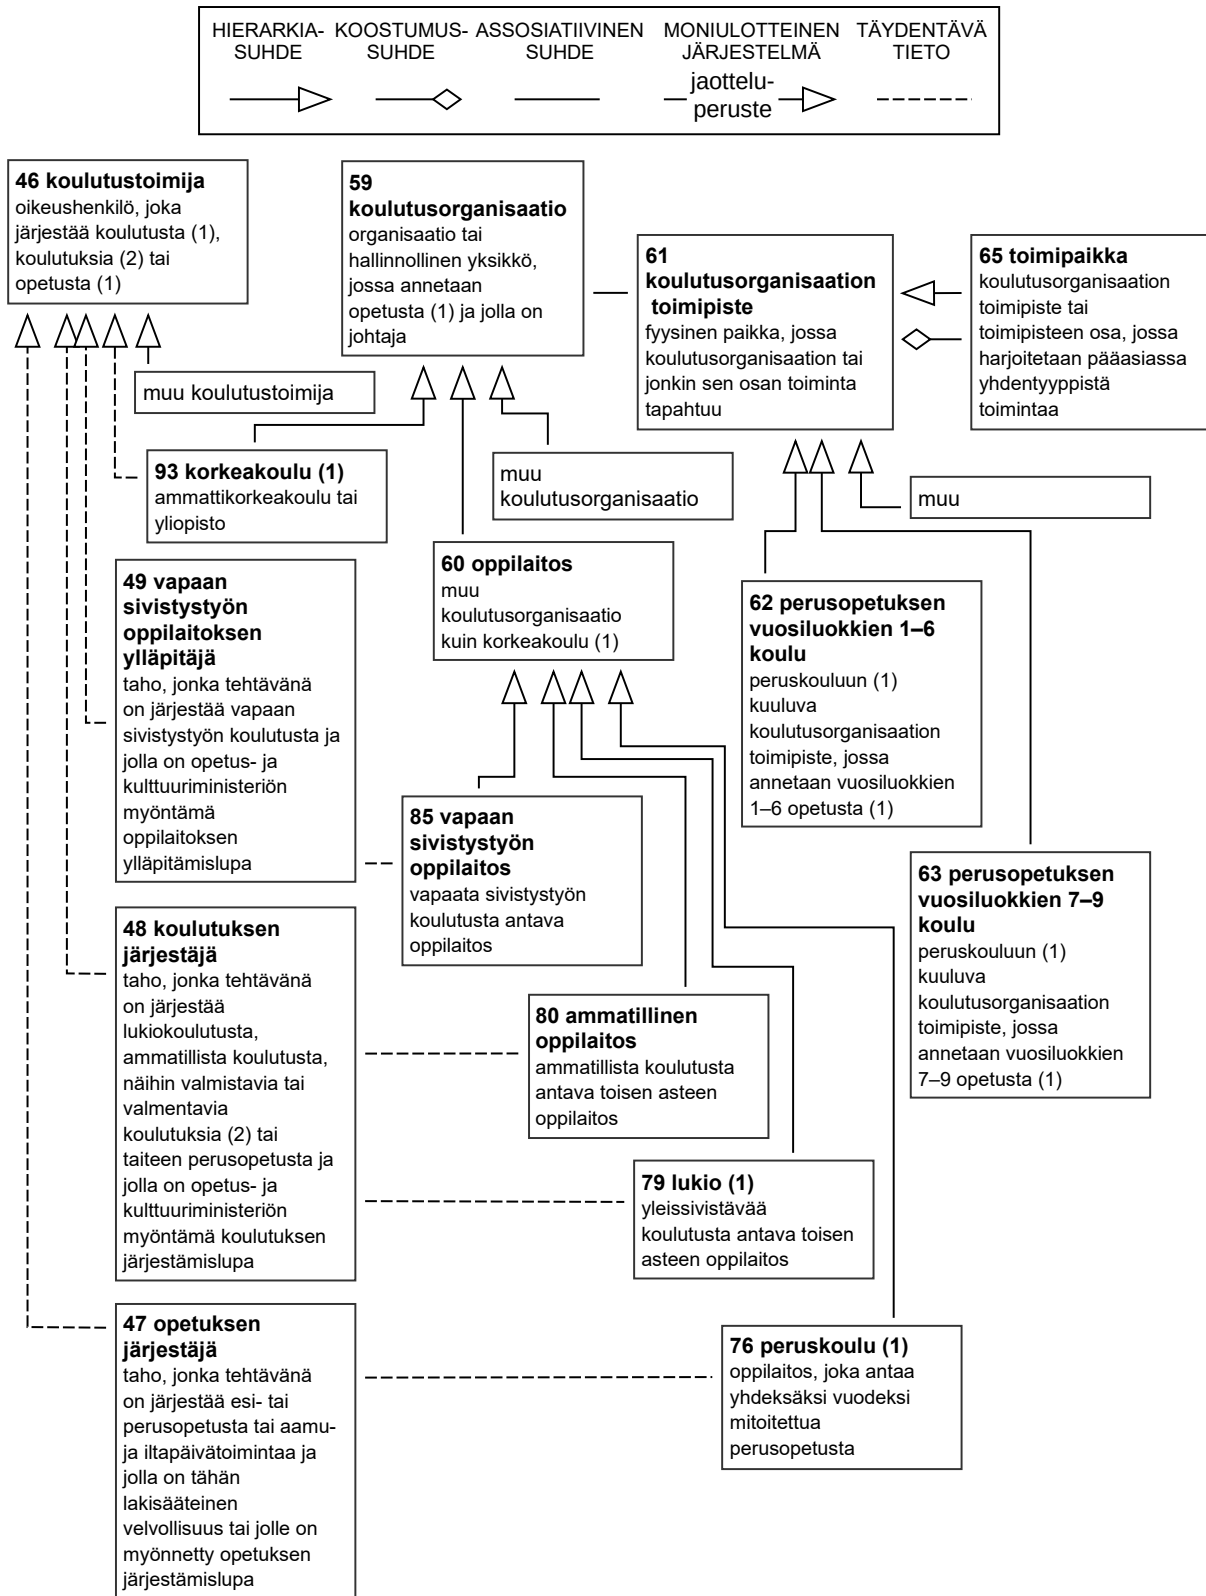 HIERARKIA-
SUHDE
KOOSTUMUS-
SUHDE
ASSOSIATIIVINEN
SUHDE
MONIULOTTEINEN
JÄRJESTELMÄ
TÄYDENTÄVÄ
TIETO
jaottelu-
peruste
46 koulutustoimija
oikeushenkilö, joka
järjestää koulutusta (1),
koulutuksia (2) tai
opetusta (1)
59
koulutusorganisaatio
organisaatio tai
hallinnollinen yksikkö,
jossa annetaan
opetusta (1) ja jolla on
johtaja
61
koulutusorganisaation
toimipiste
fyysinen paikka, jossa
koulutusorganisaation tai
jonkin sen osan toiminta
tapahtuu
65 toimipaikka
koulutusorganisaation
toimipiste tai
toimipisteen osa, jossa
harjoitetaan pääasiassa
yhdentyyppistä
toimintaa
muu koulutustoimija
93 korkeakoulu (1)
ammattikorkeakoulu tai
yliopisto
muu
koulutusorganisaatio
muu
49 vapaan
sivistystyön
oppilaitoksen
ylläpitäjä
taho, jonka tehtävänä
on järjestää vapaan
sivistystyön koulutusta ja
jolla on opetus- ja
kulttuuriministeriön
myöntämä
oppilaitoksen
ylläpitämislupa
60 oppilaitos
muu
koulutusorganisaatio
kuin korkeakoulu (1)
62 perusopetuksen
vuosiluokkien 1–6
koulu
peruskouluun (1)
kuuluva
koulutusorganisaation
toimipiste, jossa
annetaan vuosiluokkien
1–6 opetusta (1)
85 vapaan
sivistystyön
oppilaitos
vapaata sivistystyön
koulutusta antava
oppilaitos
63 perusopetuksen
vuosiluokkien 7–9
koulu
peruskouluun (1)
kuuluva
koulutusorganisaation
toimipiste, jossa
annetaan vuosiluokkien
7–9 opetusta (1)
48 koulutuksen
järjestäjä
taho, jonka tehtävänä
on järjestää
lukiokoulutusta,
ammatillista koulutusta,
näihin valmistavia tai
valmentavia
koulutuksia (2) tai
taiteen perusopetusta ja
jolla on opetus- ja
kulttuuriministeriön
myöntämä koulutuksen
järjestämislupa
80 ammatillinen
oppilaitos
ammatillista koulutusta
antava toisen asteen
oppilaitos
79 lukio (1)
yleissivistävää
koulutusta antava toisen
asteen oppilaitos
47 opetuksen
järjestäjä
taho, jonka tehtävänä
on järjestää esi- tai
perusopetusta tai aamu-
ja iltapäivätoimintaa ja
jolla on tähän
lakisääteinen
velvollisuus tai jolle on
myönnetty opetuksen
järjestämislupa
76 peruskoulu (1)
oppilaitos, joka antaa
yhdeksäksi vuodeksi
mitoitettua
perusopetusta